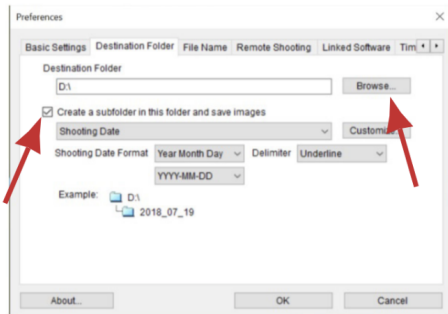 Preferences
Basic Settings Destination Folder File Name Remote Shooting Linked Software Tim
Destination Folder
D:\ Browse...
Create a subfolder in this folder and save images
Shooting Date Customize...
Shooting Date Format Year Month Day Delimiter Underline
YYYY-MM-DD
Example: D:\
2018_07_19
About... OK Cancel